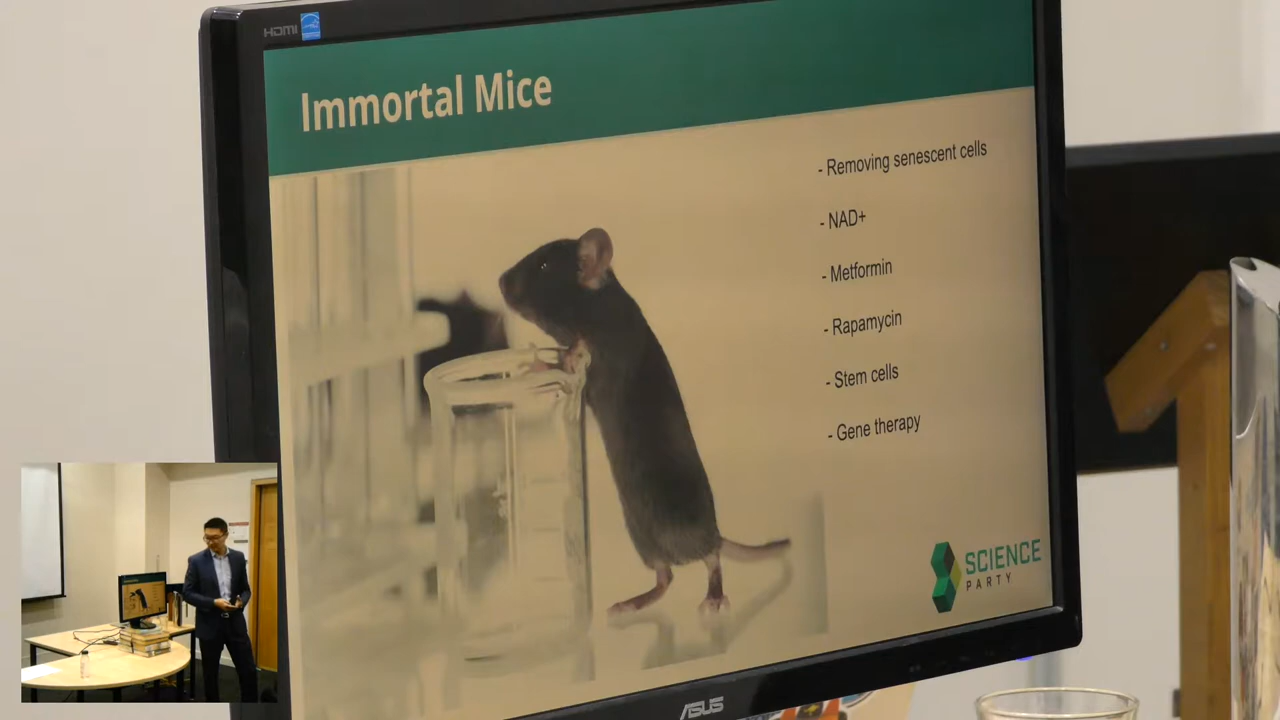 HDMI
Immortal Mice
- Removing senescent cells
- NAD+
- Metformin
- Rapamycin
- Stem cells
- Gene therapy
SCIENCE
PARTY
ASUS